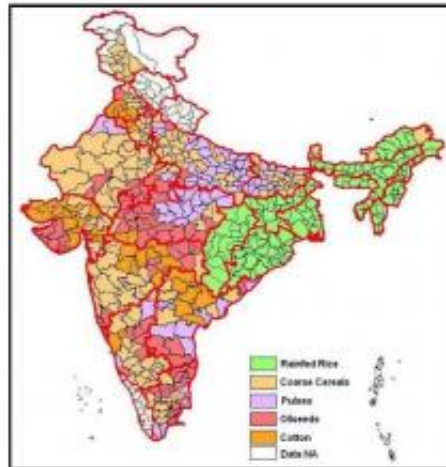 Rainfed Rice
Coarse Cereals
Pulses
Oilseeds
Cotton
Data NA